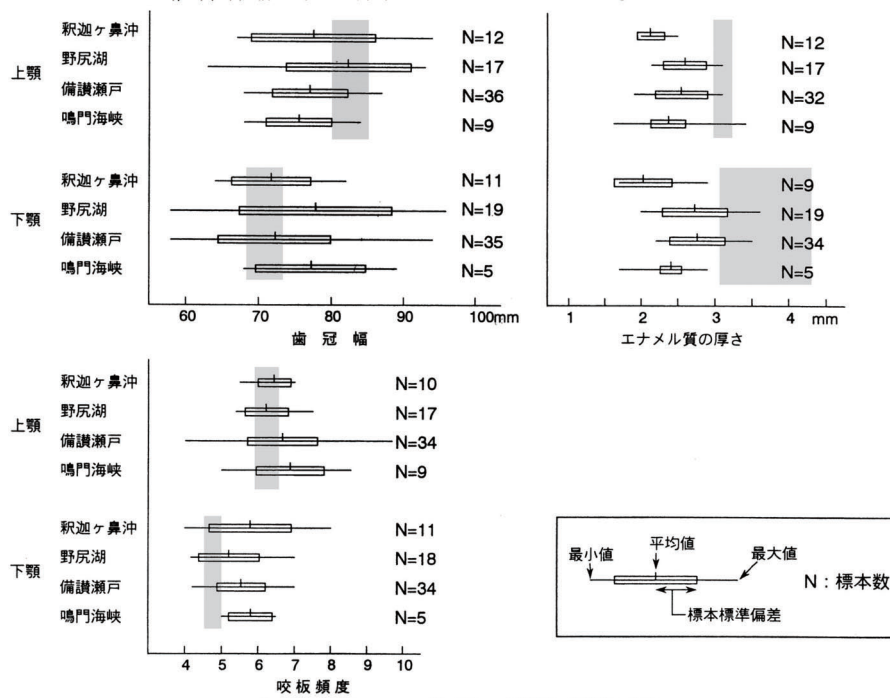 上顎
釈迦ヶ鼻沖 N=12
野尻湖 N=17
備讃瀬戸 N=36
鳴門海峡 N=9
下顎
釈迦ヶ鼻沖 N=11
野尻湖 N=19
備讃瀬戸 N=35
鳴門海峡 N=5
60 70 80 90 100mm
歯冠幅
N=12
N=17
N=32
N=9
N=9
N=19
N=34
N=5
1 2 3 4 mm
エナメル質の厚さ
上顎
釈迦ヶ鼻沖 N=10
野尻湖 N=17
備讃瀬戸 N=34
鳴門海峡 N=9
下顎
釈迦ヶ鼻沖 N=11
野尻湖 N=18
備讃瀬戸 N=34
鳴門海峡 N=5
4 5 6 7 8 9 10
咬板頻度
最小値
平均値
最大値
標本標準偏差
N：標本数